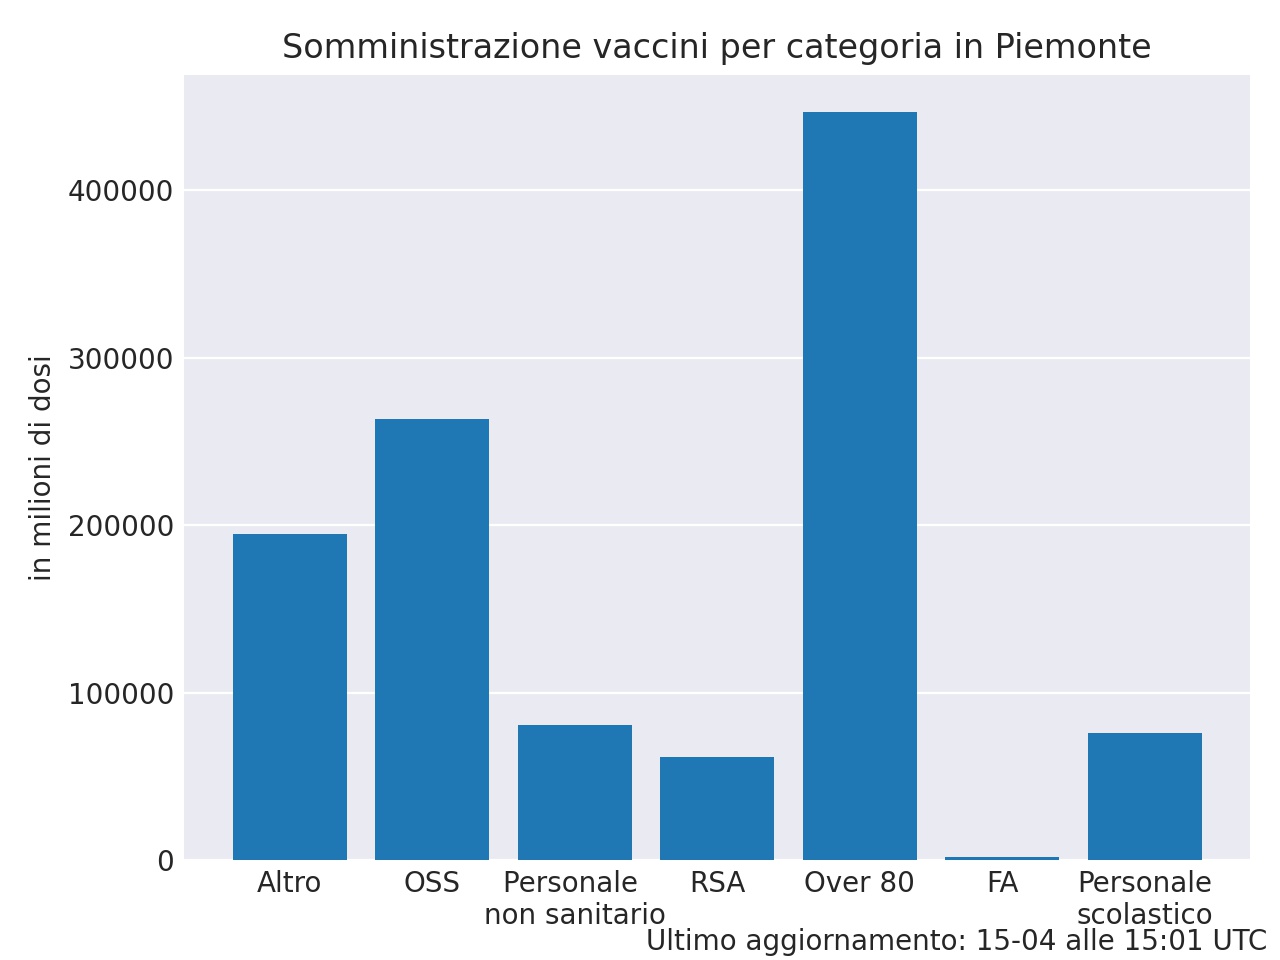 Somministrazione vaccini per categoria in Piemonte
in milioni di dosi
400000
300000
200000
100000
0
Altro
OSS
Personale
non sanitario
RSA
Over 80
FA
Personale
scolastico
Ultimo aggiornamento: 15-04 alle 15:01 UTC